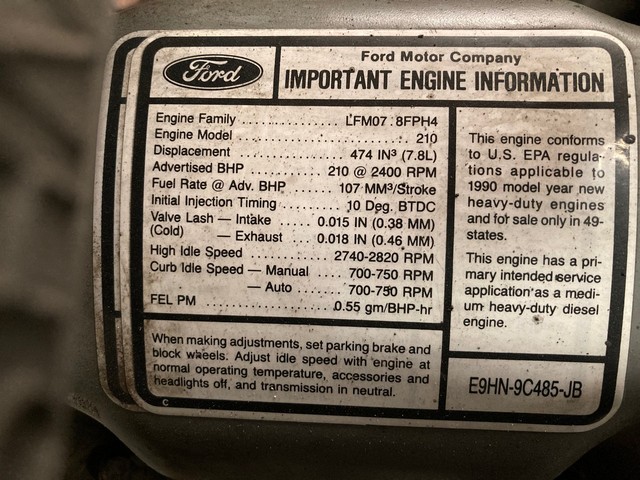 Ford
Ford Motor Company
IMPORTANT ENGINE INFORMATION
Engine Family .................. LFM07.8FPH4
Engine Model .................. 210
Displacement .................. 474 IN³ (7.8L)
Advertised BHP .................. 210 @ 2400 RPM
Fuel Rate @ Adv. BHP .......... 107 MM³/Stroke
Initial Injection Timing .......... 10 Deg. BTDC
Valve Lash — Intake .... 0.015 IN (0.38 MM)
(Cold) — Exhaust .... 0.018 IN (0.46 MM)
High Idle Speed .................. 2740-2820 RPM
Curb Idle Speed — Manual ...... 700-750 RPM
— Auto .......... 700-750 RPM
FEL PM .................. 0.55 gm/BHP-hr
This engine conforms
to U.S. EPA regula-
tions applicable to
1990 model year new
heavy-duty engines
and for sale only in 49-
states.
This engine has a pri-
mary intended service
application as a medi-
um heavy-duty diesel
engine.
When making adjustments, set parking brake and
block wheels. Adjust idle speed with engine at
normal operating temperature, accessories and
headlights off, and transmission in neutral.
C
E9HN-9C485-JB